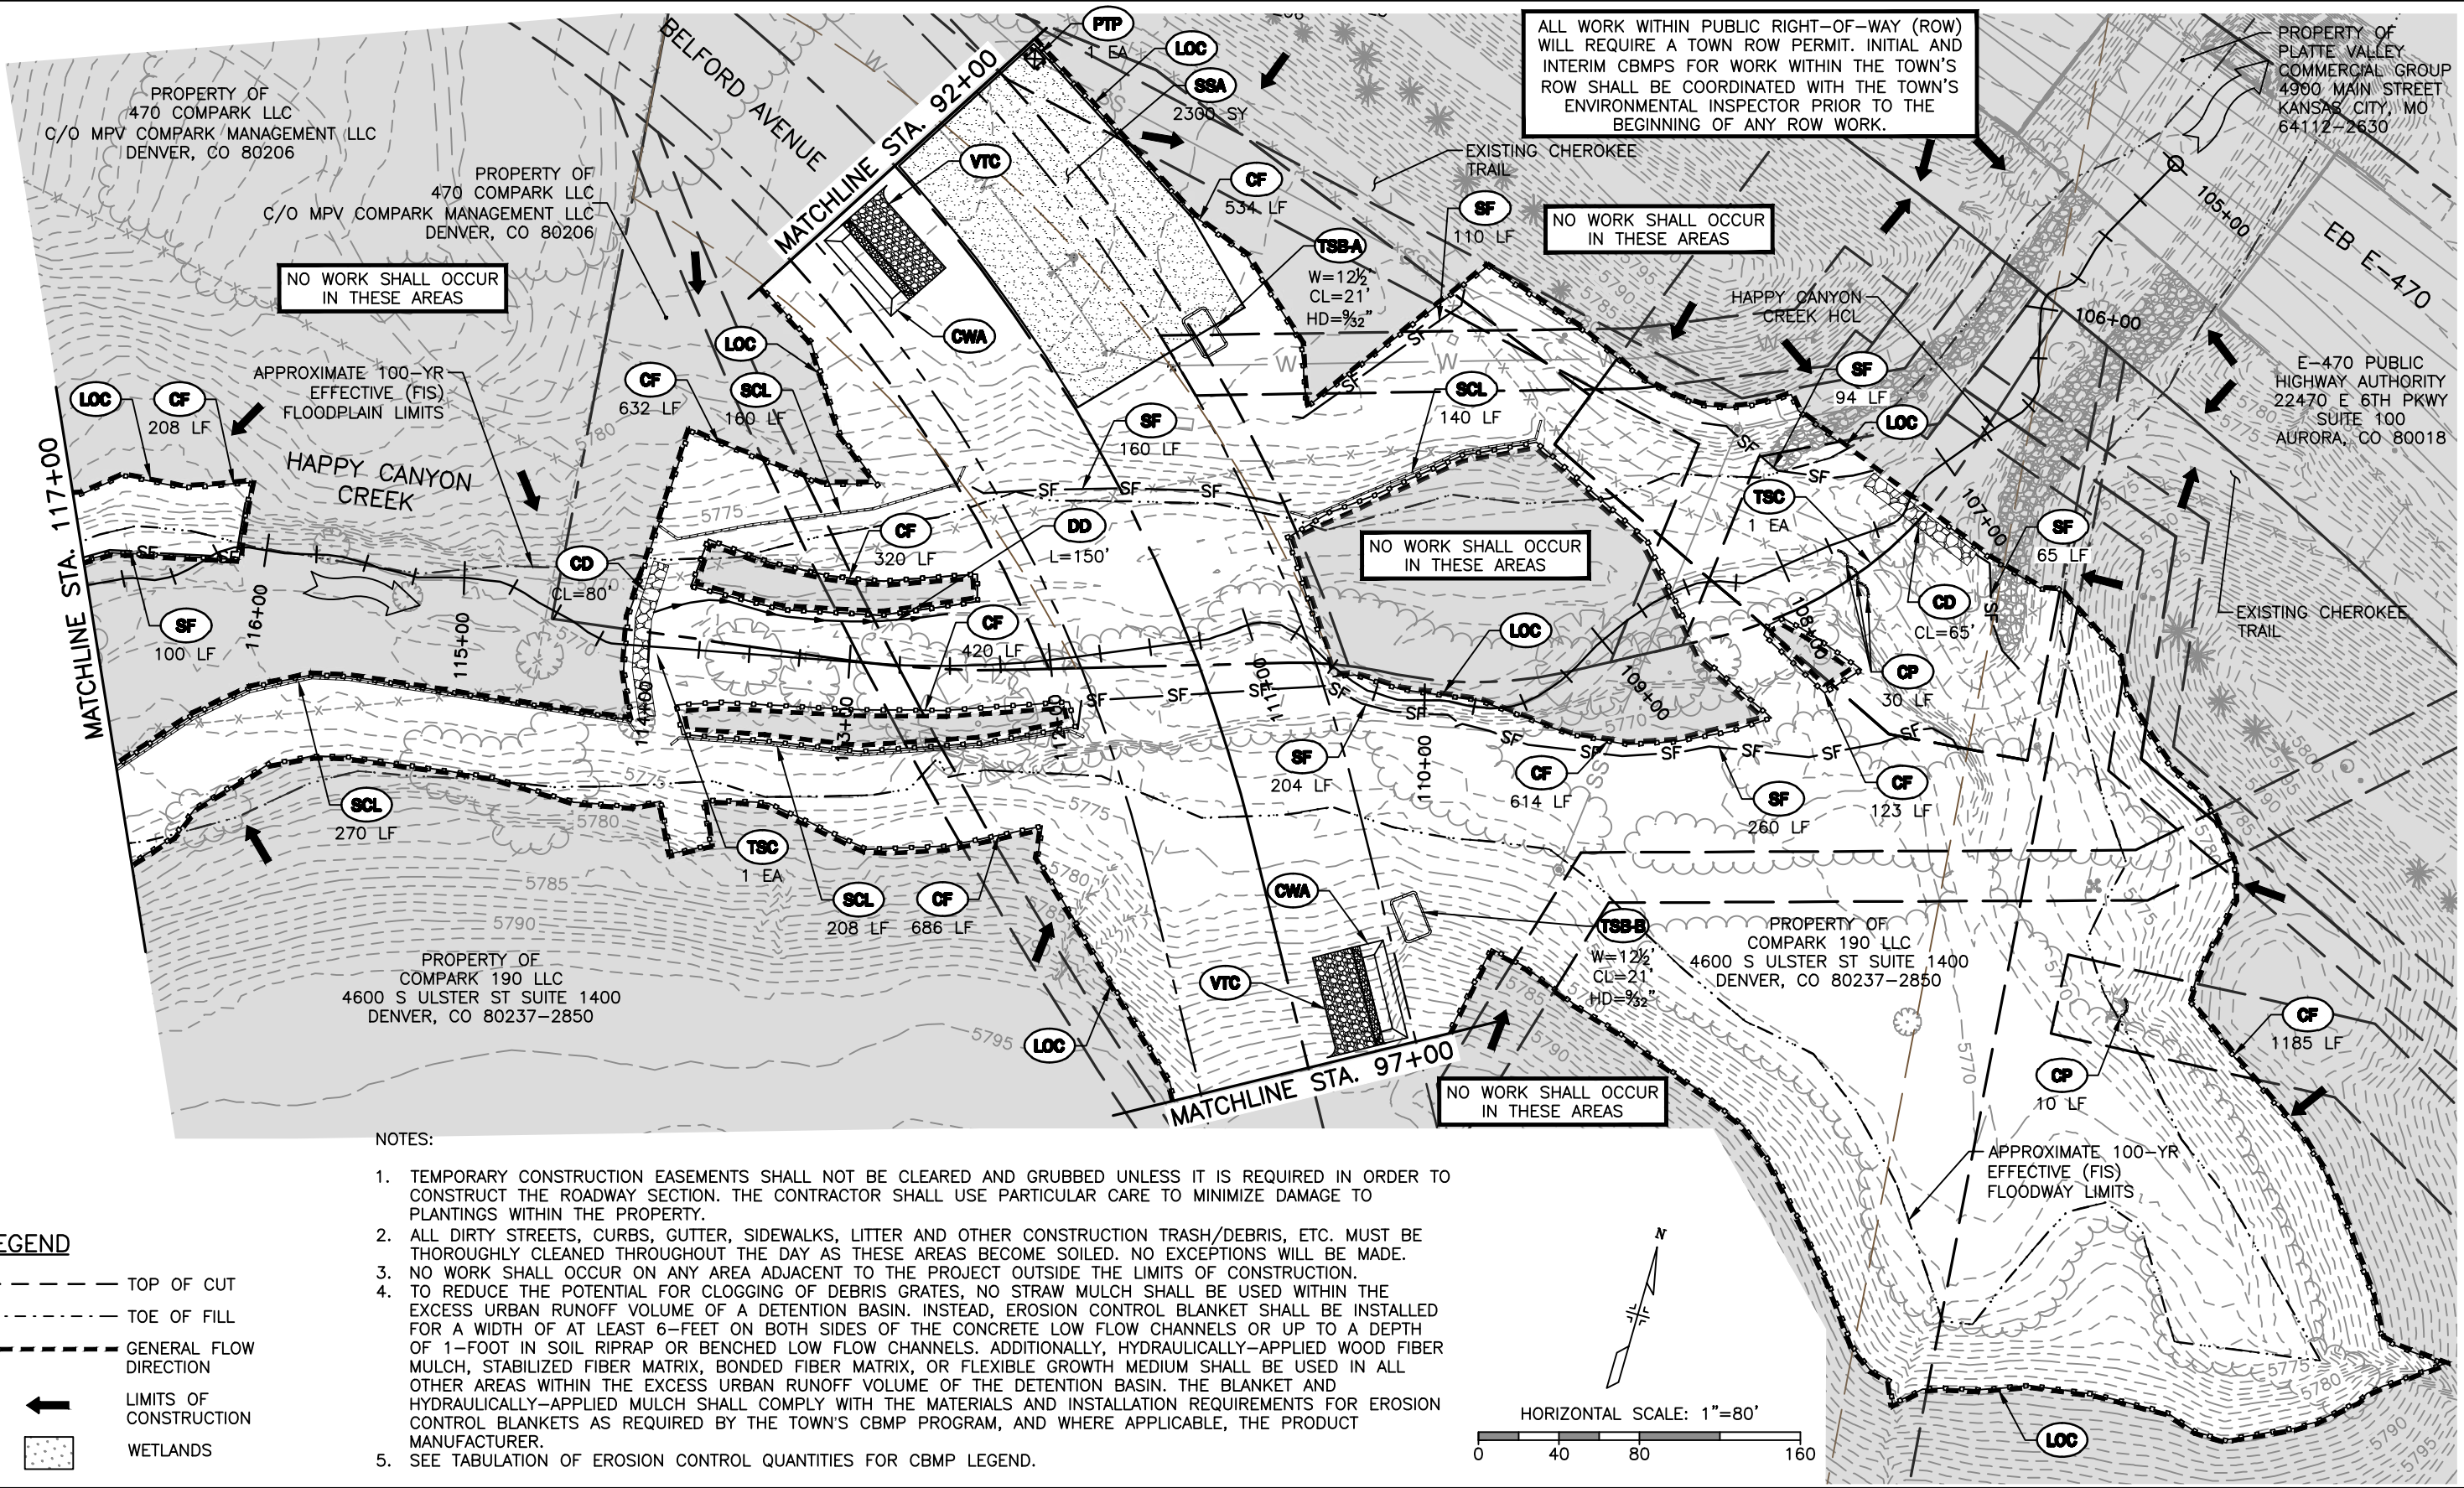 PROPERTY OF
470 COMPARK LLC
C/O MPV COMPARK MANAGEMENT LLC
DENVER, CO 80206
PROPERTY OF
470 COMPARK LLC
C/O MPV COMPARK MANAGEMENT LLC
DENVER, CO 80206
NO WORK SHALL OCCUR
IN THESE AREAS
BELFORD AVENUE
MATCHLINE STA. 92+00
PTP
1 EA
LOC
SSA
2300 SY
VTC
CWA
CF
534 LF
TSB-A
W=12½
CL=21'
HD=9/32"
SF
110 LF
EXISTING CHEROKEE
TRAIL
ALL WORK WITHIN PUBLIC RIGHT-OF-WAY (ROW)
WILL REQUIRE A TOWN ROW PERMIT. INITIAL AND
INTERIM CBMPS FOR WORK WITHIN THE TOWN'S
ROW SHALL BE COORDINATED WITH THE TOWN'S
ENVIRONMENTAL INSPECTOR PRIOR TO THE
BEGINNING OF ANY ROW WORK.
NO WORK SHALL OCCUR
IN THESE AREAS
PROPERTY OF
PLATTE VALLEY
COMMERCIAL GROUP
4900 MAIN STREET
KANSAS CITY, MO
64112-2630
105+00
EB E-470
106+00
HAPPY CANYON
CREEK HCL
E-470 PUBLIC
HIGHWAY AUTHORITY
22470 E 6TH PKWY
SUITE 100
AURORA, CO 80018
APPROXIMATE 100-YR
EFFECTIVE (FIS)
FLOODPLAIN LIMITS
LOC
CF
208 LF
LOC
CF
632 LF
SCL
160 LF
SF
160 LF
SCL
140 LF
SF
94 LF
LOC
MATCHLINE STA. 117+00
HAPPY CANYON
CREEK
5780
5775
CF
320 LF
DD
L=150'
NO WORK SHALL OCCUR
IN THESE AREAS
TSC
1 EA
107+00
SF
65 LF
CD
CL=80'
SF
100 LF
116+00
115+00
CF
420 LF
LOC
CD
CL=65'
108+00
CP
30 LF
EXISTING CHEROKEE
TRAIL
114+00
113+00
112+00
111+00
110+00
109+00
5770
SCL
270 LF
TSC
1 EA
SCL
208 LF
CF
686 LF
SF
204 LF
CF
614 LF
SF
260 LF
CF
123 LF
5775
5780
5785
5790
CWA
TSB-B
W=12½'
CL=21'
HD=9/32"
PROPERTY OF
COMPARK 190 LLC
4600 S ULSTER ST SUITE 1400
DENVER, CO 80237-2850
PROPERTY OF
COMPARK 190 LLC
4600 S ULSTER ST SUITE 1400
DENVER, CO 80237-2850
VTC
LOC
5795
MATCHLINE STA. 97+00
NO WORK SHALL OCCUR
IN THESE AREAS
CF
1185 LF
CP
10 LF
5770
APPROXIMATE 100-YR
EFFECTIVE (FIS)
FLOODWAY LIMITS
5775
5780
5790
5795
LOC
EGEND
TOP OF CUT
TOE OF FILL
GENERAL FLOW
DIRECTION
LIMITS OF
CONSTRUCTION
WETLANDS
NOTES:
1. TEMPORARY CONSTRUCTION EASEMENTS SHALL NOT BE CLEARED AND GRUBBED UNLESS IT IS REQUIRED IN ORDER TO
CONSTRUCT THE ROADWAY SECTION. THE CONTRACTOR SHALL USE PARTICULAR CARE TO MINIMIZE DAMAGE TO
PLANTINGS WITHIN THE PROPERTY.
2. ALL DIRTY STREETS, CURBS, GUTTER, SIDEWALKS, LITTER AND OTHER CONSTRUCTION TRASH/DEBRIS, ETC. MUST BE
THOROUGHLY CLEANED THROUGHOUT THE DAY AS THESE AREAS BECOME SOILED. NO EXCEPTIONS WILL BE MADE.
3. NO WORK SHALL OCCUR ON ANY AREA ADJACENT TO THE PROJECT OUTSIDE THE LIMITS OF CONSTRUCTION.
4. TO REDUCE THE POTENTIAL FOR CLOGGING OF DEBRIS GRATES, NO STRAW MULCH SHALL BE USED WITHIN THE
EXCESS URBAN RUNOFF VOLUME OF A DETENTION BASIN. INSTEAD, EROSION CONTROL BLANKET SHALL BE INSTALLED
FOR A WIDTH OF AT LEAST 6-FEET ON BOTH SIDES OF THE CONCRETE LOW FLOW CHANNELS OR UP TO A DEPTH
OF 1-FOOT IN SOIL RIPRAP OR BENCHED LOW FLOW CHANNELS. ADDITIONALLY, HYDRAULICALLY-APPLIED WOOD FIBER
MULCH, STABILIZED FIBER MATRIX, BONDED FIBER MATRIX, OR FLEXIBLE GROWTH MEDIUM SHALL BE USED IN ALL
OTHER AREAS WITHIN THE EXCESS URBAN RUNOFF VOLUME OF THE DETENTION BASIN. THE BLANKET AND
HYDRAULICALLY-APPLIED MULCH SHALL COMPLY WITH THE MATERIALS AND INSTALLATION REQUIREMENTS FOR EROSION
CONTROL BLANKETS AS REQUIRED BY THE TOWN'S CBMP PROGRAM, AND WHERE APPLICABLE, THE PRODUCT
MANUFACTURER.
5. SEE TABULATION OF EROSION CONTROL QUANTITIES FOR CBMP LEGEND.
N
HORIZONTAL SCALE: 1"=80'
0 40 80 160